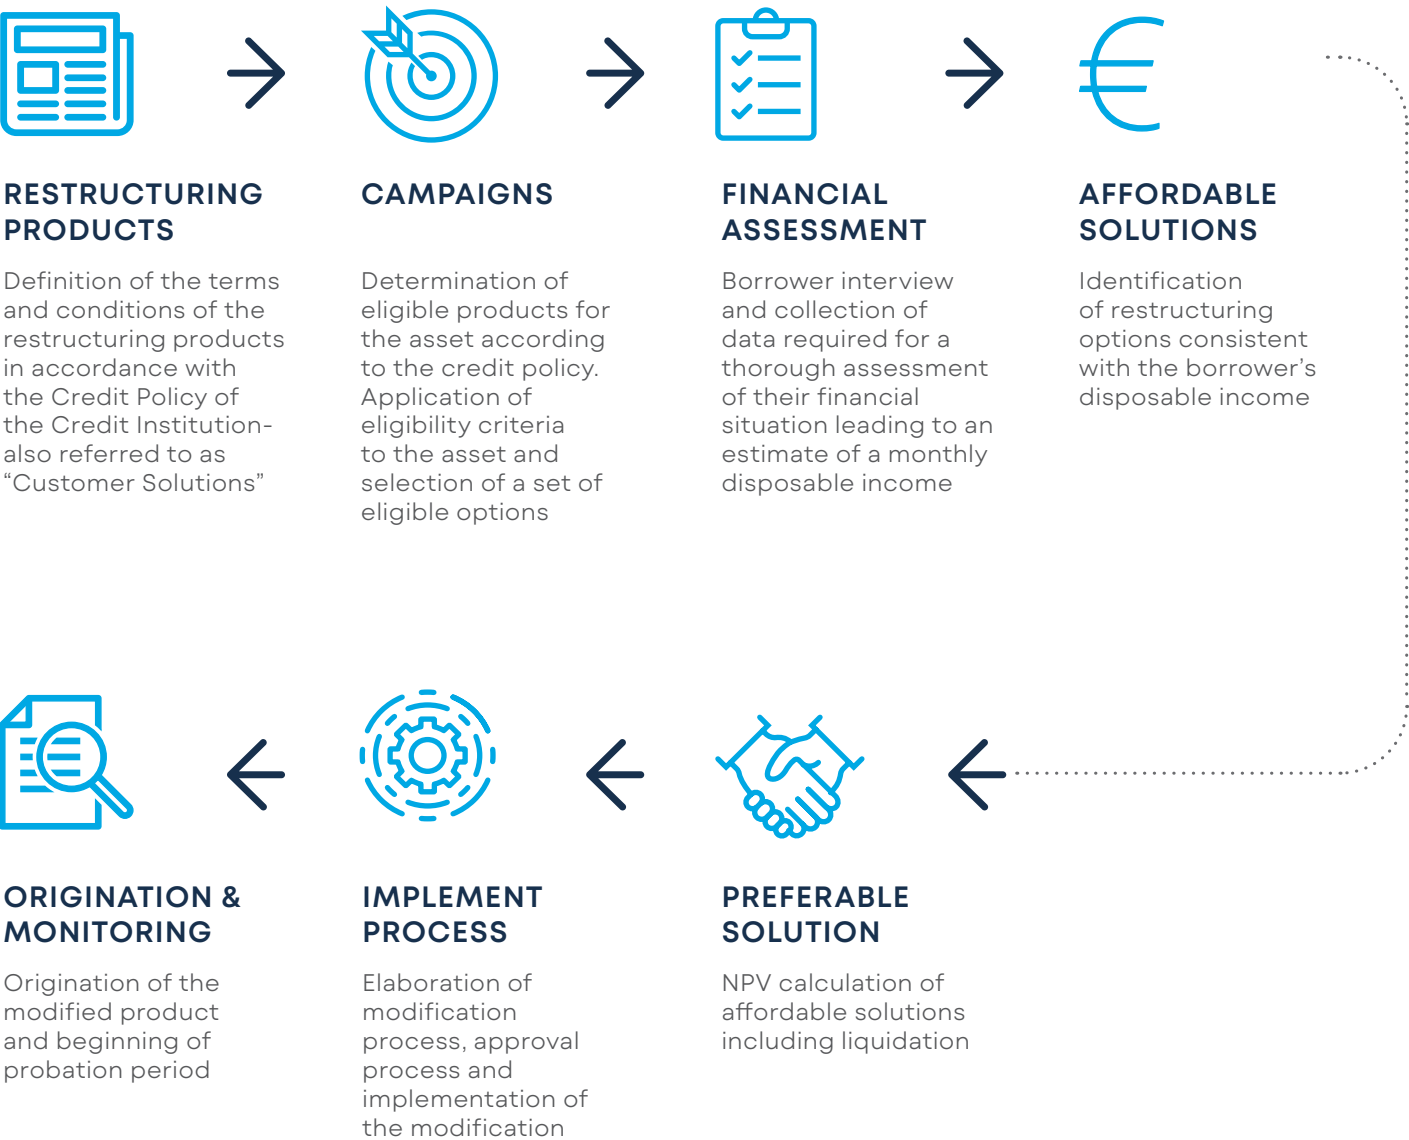 RESTRUCTURING
PRODUCTS
Definition of the terms
and conditions of the
restructuring products
in accordance with
the Credit Policy of
the Credit Institution-
also referred to as
“Customer Solutions”
CAMPAIGNS
Determination of
eligible products for
the asset according
to the credit policy.
Application of
eligibility criteria
to the asset and
selection of a set of
eligible options
FINANCIAL
ASSESSMENT
Borrower interview
and collection of
data required for a
thorough assessment
of their financial
situation leading to an
estimate of a monthly
disposable income
€
AFFORDABLE
SOLUTIONS
Identification
of restructuring
options consistent
with the borrower’s
disposable income
PREFERABLE
SOLUTION
NPV calculation of
affordable solutions
including liquidation
IMPLEMENT
PROCESS
Elaboration of
modification
process, approval
process and
implementation of
the modification
ORIGINATION &
MONITORING
Origination of the
modified product
and beginning of
probation period